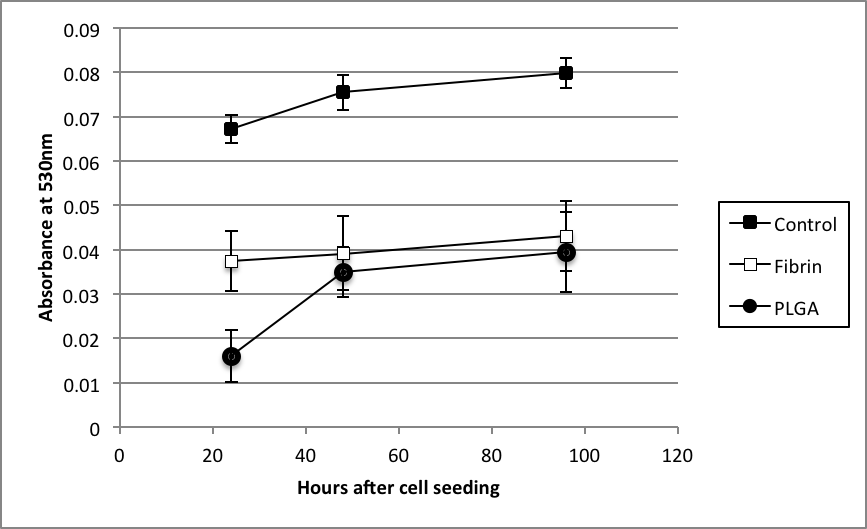 0.09
0.08
0.07
0.06
0.05
0.04
0.03
0.02
0.01
0
Absorbance at 530nm
0 20 40 60 80 100 120
Hours after cell seeding
Control
Fibrin
PLGA